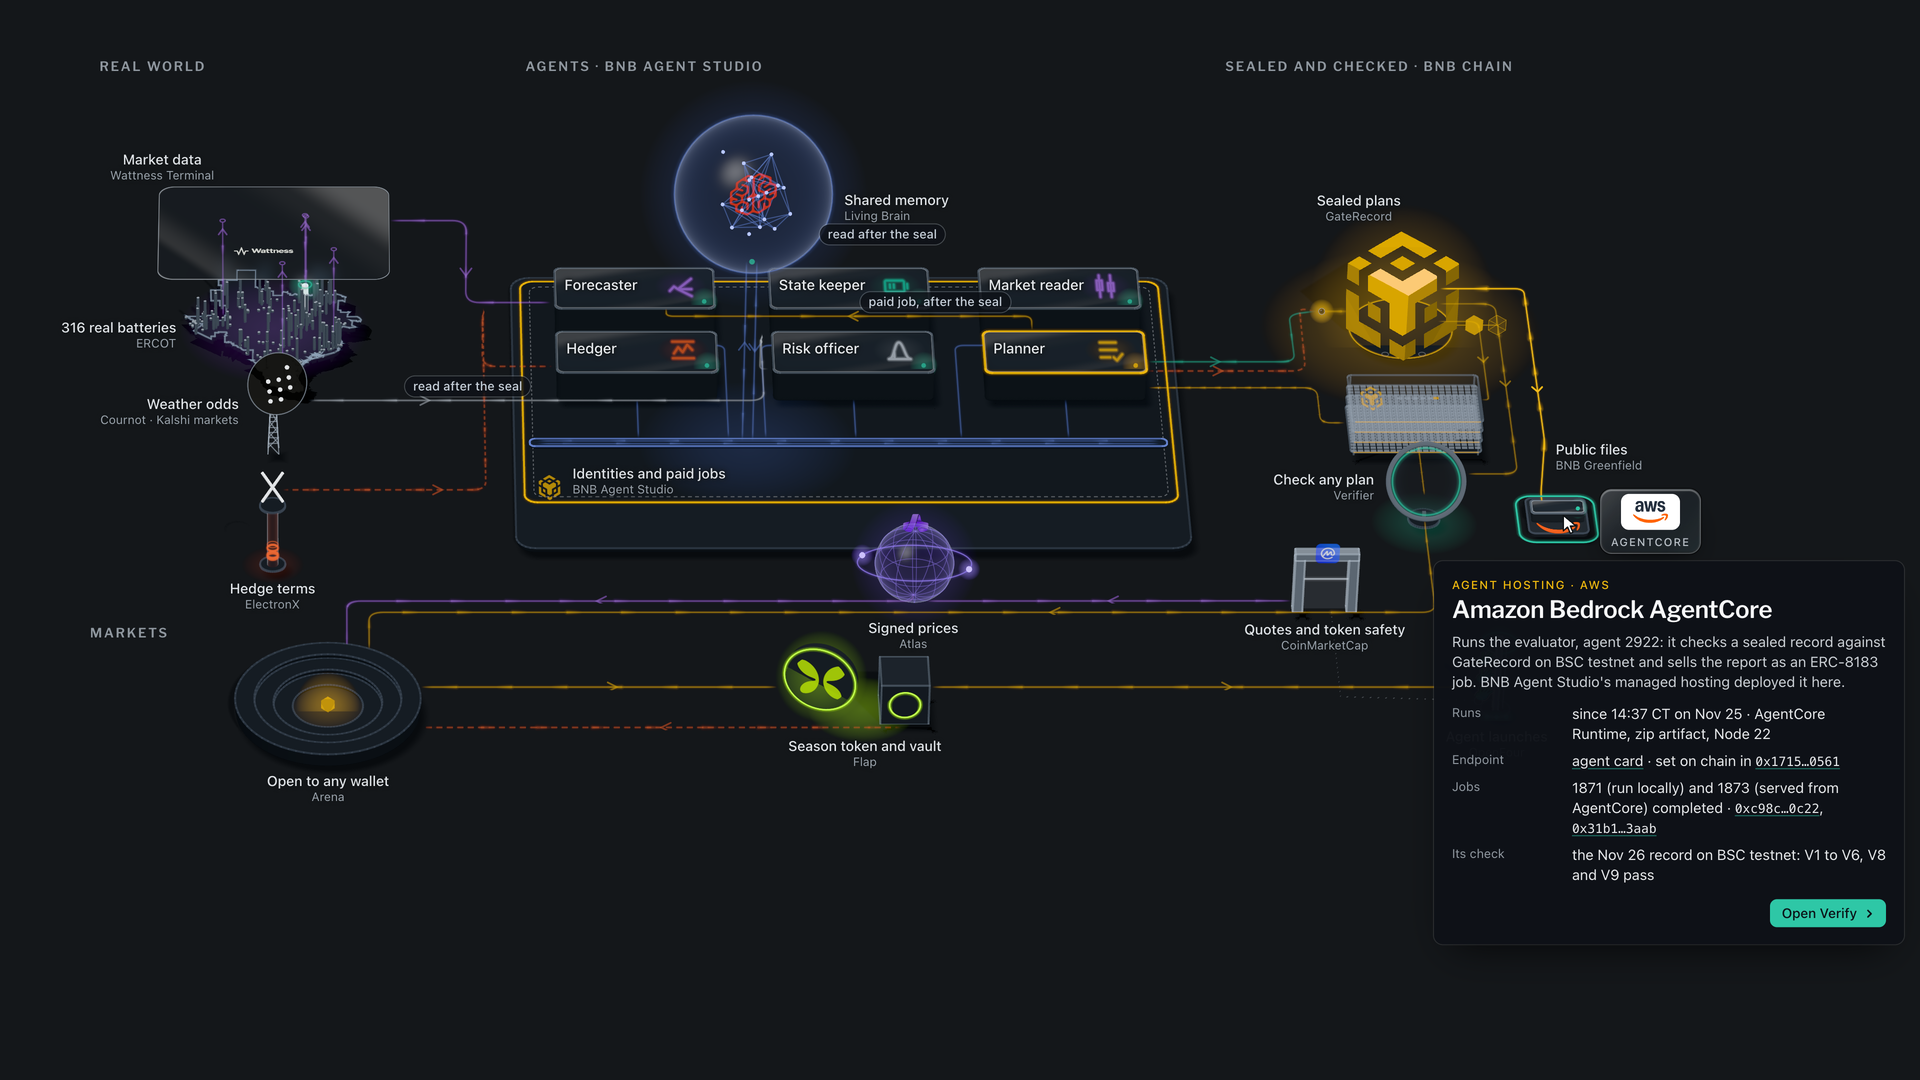 REAL WORLD
AGENTS · BNB AGENT STUDIO
SEALED AND CHECKED · BNB CHAIN
Market data
Wattness Terminal
Wattness
316 real batteries
ERCOT
Weather odds
Cournot · Kalshi markets
Hedge terms
ElectronX
read after the seal
Shared memory
Living Brain
read after the seal
Forecaster
State keeper
Market reader
paid job, after the seal
Hedger
Risk officer
Planner
Identities and paid jobs
BNB Agent Studio
Sealed plans
GateRecord
Check any plan
Verifier
Public files
BNB Greenfield
aws
AGENTCORE
MARKETS
Signed prices
Atlas
Quotes and token safety
CoinMarketCap
Season token and vault
Flap
Open to any wallet
Arena
Agent launches
AGENT HOSTING · AWS
Amazon Bedrock AgentCore
Runs the evaluator, agent 2922: it checks a sealed record against
GateRecord on BSC testnet and sells the report as an ERC-8183
job. BNB Agent Studio's managed hosting deployed it here.
Runs
since 14:37 CT on Nov 25 · AgentCore
Runtime, zip artifact, Node 22
Endpoint
agent card · set on chain in 0x1715…0561
Jobs
1871 (run locally) and 1873 (served from
AgentCore) completed · 0xc98c…0c22,
0x31b1…3aab
Its check
the Nov 26 record on BSC testnet: V1 to V6, V8
and V9 pass
Open Verify